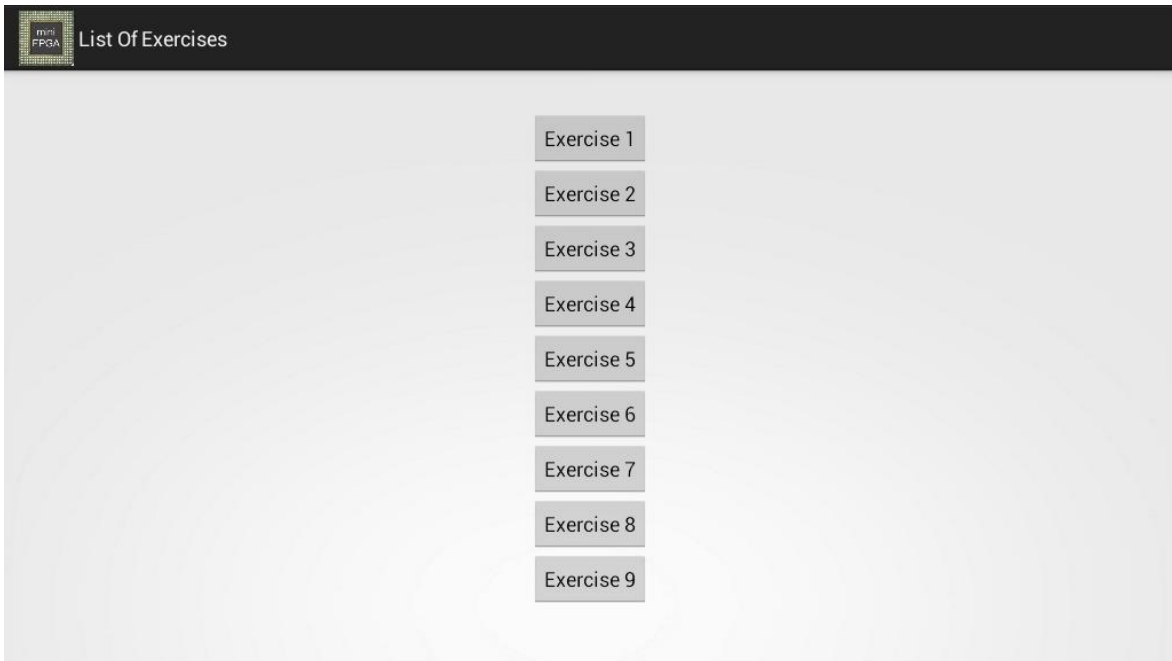 mini
FPGA
List Of Exercises
Exercise 1
Exercise 2
Exercise 3
Exercise 4
Exercise 5
Exercise 6
Exercise 7
Exercise 8
Exercise 9